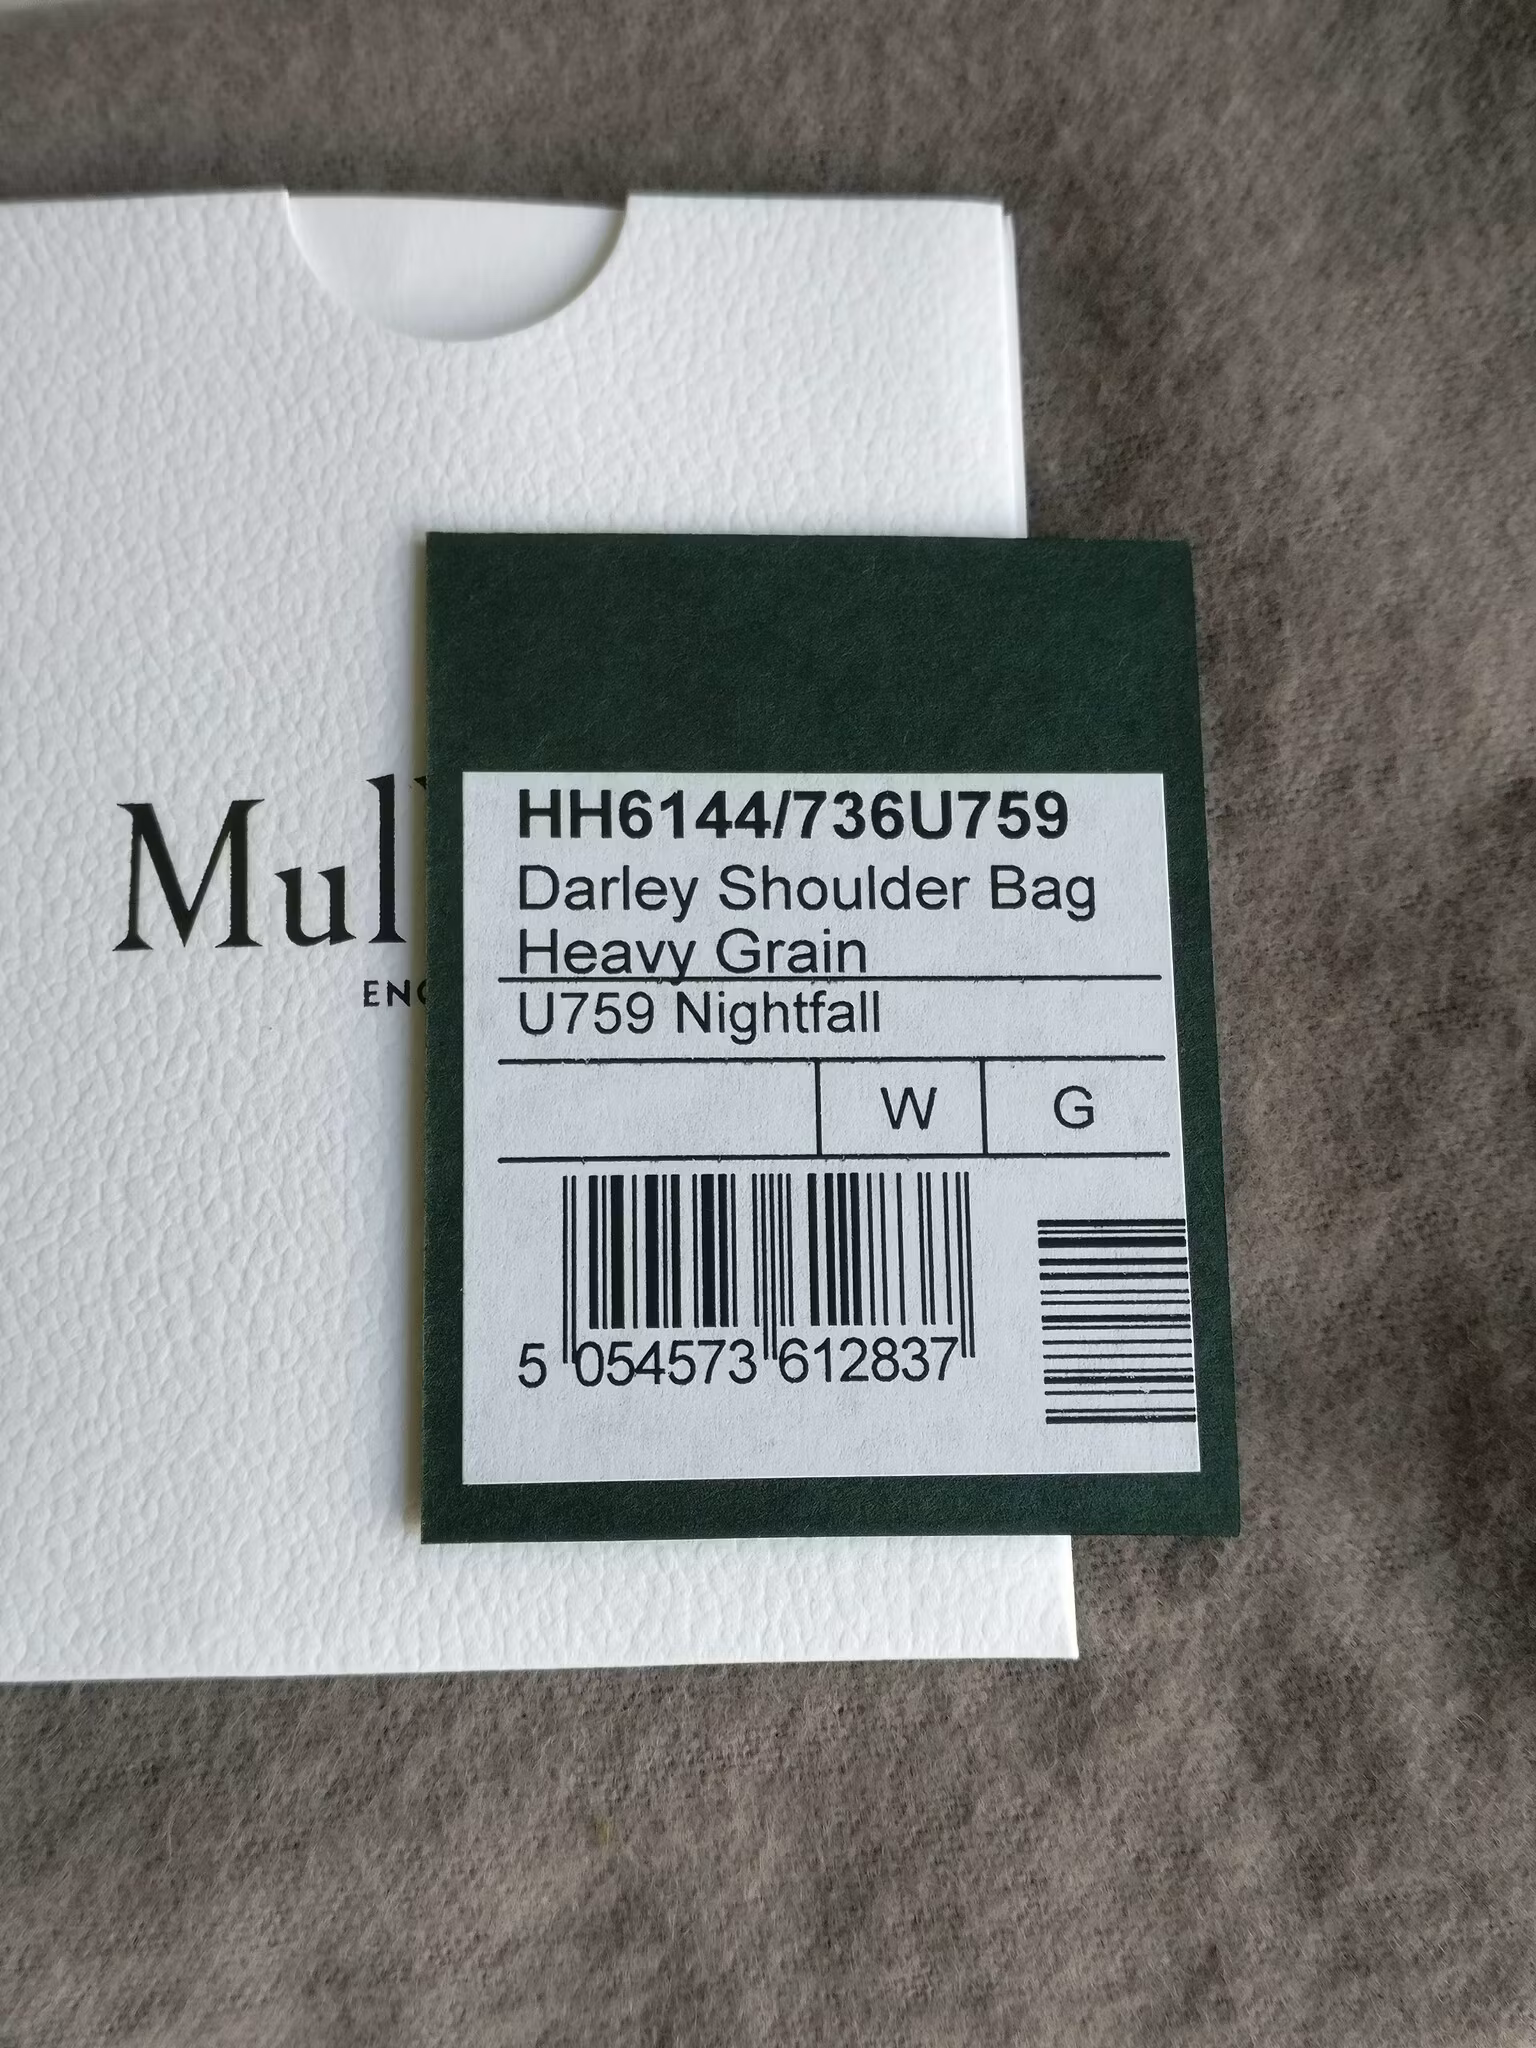 Mul
ENG
HH6144/736U759
Darley Shoulder Bag
Heavy Grain
U759 Nightfall
W G
5 054573 612837